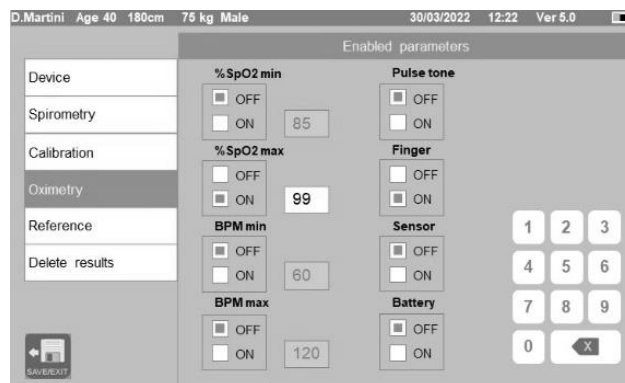 D.Martini Age 40 180cm 75 kg Male 30/03/2022 12:22 Ver 5.0
Enabled parameters
Device
Spirometry
Calibration
Oximetry
Reference
Delete results
SAVE/EXIT
%SpO2 min
OFF
ON 85
%SpO2 max
OFF
ON 99
BPM min
OFF
ON 60
BPM max
OFF
ON 120
Pulse tone
OFF
ON
Finger
OFF
ON
Sensor
OFF
ON
Battery
OFF
ON
1 2 3
4 5 6
7 8 9
0 X